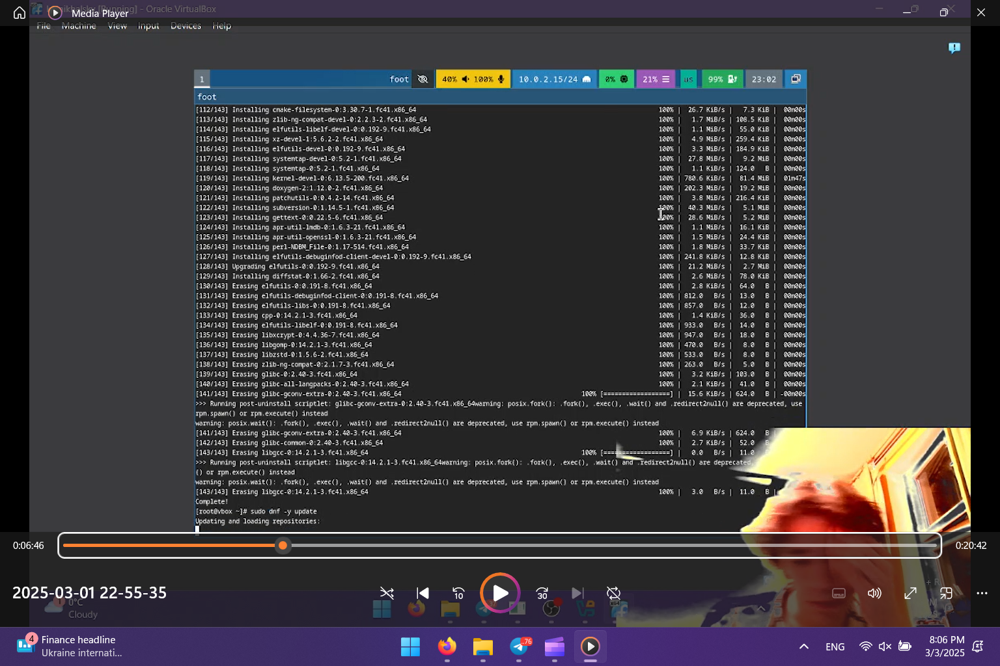 Media Player
[Running] - Oracle VirtualBox
File Machine View Input Devices Help
1 foot 40% 100% 10.0.2.15/24 0% 21% us 99% 23:02
foot
[112/143] Installing cmake-filesystem-0:3.30.7-1.fc41.x86_64 100% | 26.7 KiB/s | 7.3 KiB | 00m00s
[113/143] Installing zlib-ng-compat-devel-0:2.2.3-2.fc41.x86_64 100% | 1.7 MiB/s | 108.5 KiB | 00m00s
[114/143] Installing elfutils-libelf-devel-0:0.192-9.fc41.x86_64 100% | 1.1 MiB/s | 55.0 KiB | 00m00s
[115/143] Installing xz-devel-1:5.6.2-2.fc41.x86_64 100% | 4.9 MiB/s | 259.4 KiB | 00m00s
[116/143] Installing elfutils-devel-0:0.192-9.fc41.x86_64 100% | 3.3 MiB/s | 184.9 KiB | 00m00s
[117/143] Installing systemtap-devel-0:5.2-1.fc41.x86_64 100% | 27.8 MiB/s | 9.2 MiB | 00m00s
[118/143] Installing systemtap-0:5.2-1.fc41.x86_64 100% | 1.1 KiB/s | 124.0 B | 00m00s
[119/143] Installing kernel-devel-0:6.13.5-200.fc41.x86_64 100% | 780.6 KiB/s | 81.4 MiB | 01m47s
[120/143] Installing doxygen-2:1.12.0-2.fc41.x86_64 100% | 202.3 MiB/s | 19.2 MiB | 00m00s
[121/143] Installing patchutils-0:0.4.2-14.fc41.x86_64 100% | 3.8 MiB/s | 216.4 KiB | 00m00s
[122/143] Installing subversion-0:1.14.5-1.fc41.x86_64 100% | 40.3 MiB/s | 5.1 MiB | 00m00s
[123/143] Installing gettext-0:0.22.5-6.fc41.x86_64 100% | 28.6 MiB/s | 5.2 MiB | 00m00s
[124/143] Installing apr-util-lmdb-0:1.6.3-21.fc41.x86_64 100% | 1.1 MiB/s | 16.1 KiB | 00m00s
[125/143] Installing apr-util-openssl-0:1.6.3-21.fc41.x86_64 100% | 1.5 MiB/s | 24.4 KiB | 00m00s
[126/143] Installing perl-NDBM_File-0:1.17-514.fc41.x86_64 100% | 1.8 MiB/s | 33.7 KiB | 00m00s
[127/143] Installing elfutils-debuginfod-client-devel-0:0.192-9.fc41.x86_64 100% | 241.8 KiB/s | 12.8 KiB | 00m00s
[128/143] Upgrading elfutils-0:0.192-9.fc41.x86_64 100% | 21.2 MiB/s | 2.7 MiB | 00m00s
[129/143] Installing diffstat-0:1.66-2.fc41.x86_64 100% | 2.6 MiB/s | 78.0 KiB | 00m00s
[130/143] Erasing elfutils-0:0.191-8.fc41.x86_64 100% | 2.8 KiB/s | 64.0 B | 00m00s
[131/143] Erasing elfutils-debuginfod-client-0:0.191-8.fc41.x86_64 100% | 812.0 B/s | 13.0 B | 00m00s
[132/143] Erasing elfutils-libs-0:0.191-8.fc41.x86_64 100% | 857.0 B/s | 12.0 B | 00m00s
[133/143] Erasing cpp-0:14.2.1-3.fc41.x86_64 100% | 1.4 KiB/s | 36.0 B | 00m00s
[134/143] Erasing elfutils-libelf-0:0.191-8.fc41.x86_64 100% | 933.0 B/s | 14.0 B | 00m00s
[135/143] Erasing libxcrypt-0:4.4.36-7.fc41.x86_64 100% | 947.0 B/s | 18.0 B | 00m00s
[136/143] Erasing libgomp-0:14.2.1-3.fc41.x86_64 100% | 470.0 B/s | 8.0 B | 00m00s
[137/143] Erasing libzstd-0:1.5.6-2.fc41.x86_64 100% | 533.0 B/s | 8.0 B | 00m00s
[138/143] Erasing zlib-ng-compat-0:2.1.7-3.fc41.x86_64 100% | 263.0 B/s | 5.0 B | 00m00s
[139/143] Erasing glibc-0:2.40-3.fc41.x86_64 100% | 3.2 KiB/s | 103.0 B | 00m00s
[140/143] Erasing glibc-all-langpacks-0:2.40-3.fc41.x86_64 100% | 2.1 KiB/s | 41.0 B | 00m00s
[141/143] Erasing glibc-gconv-extra-0:2.40-3.fc41.x86_64 100% [==================] | 15.6 KiB/s | 624.0 B | -00m00s
>>> Running post-uninstall scriptlet: glibc-gconv-extra-0:2.40-3.fc41.x86_64warning: posix.fork(): .fork(), .exec(), .wait() and .redirect2null() are deprecated, use
rpm.spawn() or rpm.execute() instead
warning: posix.wait(): .fork(), .exec(), .wait() and .redirect2null() are deprecated, use rpm.spawn() or rpm.execute() instead
[141/143] Erasing glibc-gconv-extra-0:2.40-3.fc41.x86_64 100% | 6.9 KiB/s | 624.0 B
[142/143] Erasing glibc-common-0:2.40-3.fc41.x86_64 100% | 2.7 KiB/s | 52.0 B
[143/143] Erasing libgcc-0:14.2.1-3.fc41.x86_64 100% [==================] | 0.0 B/s | 11.0
>>> Running post-uninstall scriptlet: libgcc-0:14.2.1-3.fc41.x86_64warning: posix.fork(): .fork(), .exec(), .wait() and .redirect2null() are deprecated,
() or rpm.execute() instead
warning: posix.wait(): .fork(), .exec(), .wait() and .redirect2null() are deprecated, use rpm.spawn() or rpm.execute() instead
[143/143] Erasing libgcc-0:14.2.1-3.fc41.x86_64 100% | 3.0 B/s | 11.0 B |
Complete!
[root@vbox ~]# sudo dnf -y update
Updating and loading repositories:
0:06:46 0:20:42
2025-03-01 22-55-35
10 30
0°C
Cloudy
4 Finance headline
Ukraine internati...
..76
ENG
8:06 PM
3/3/2025